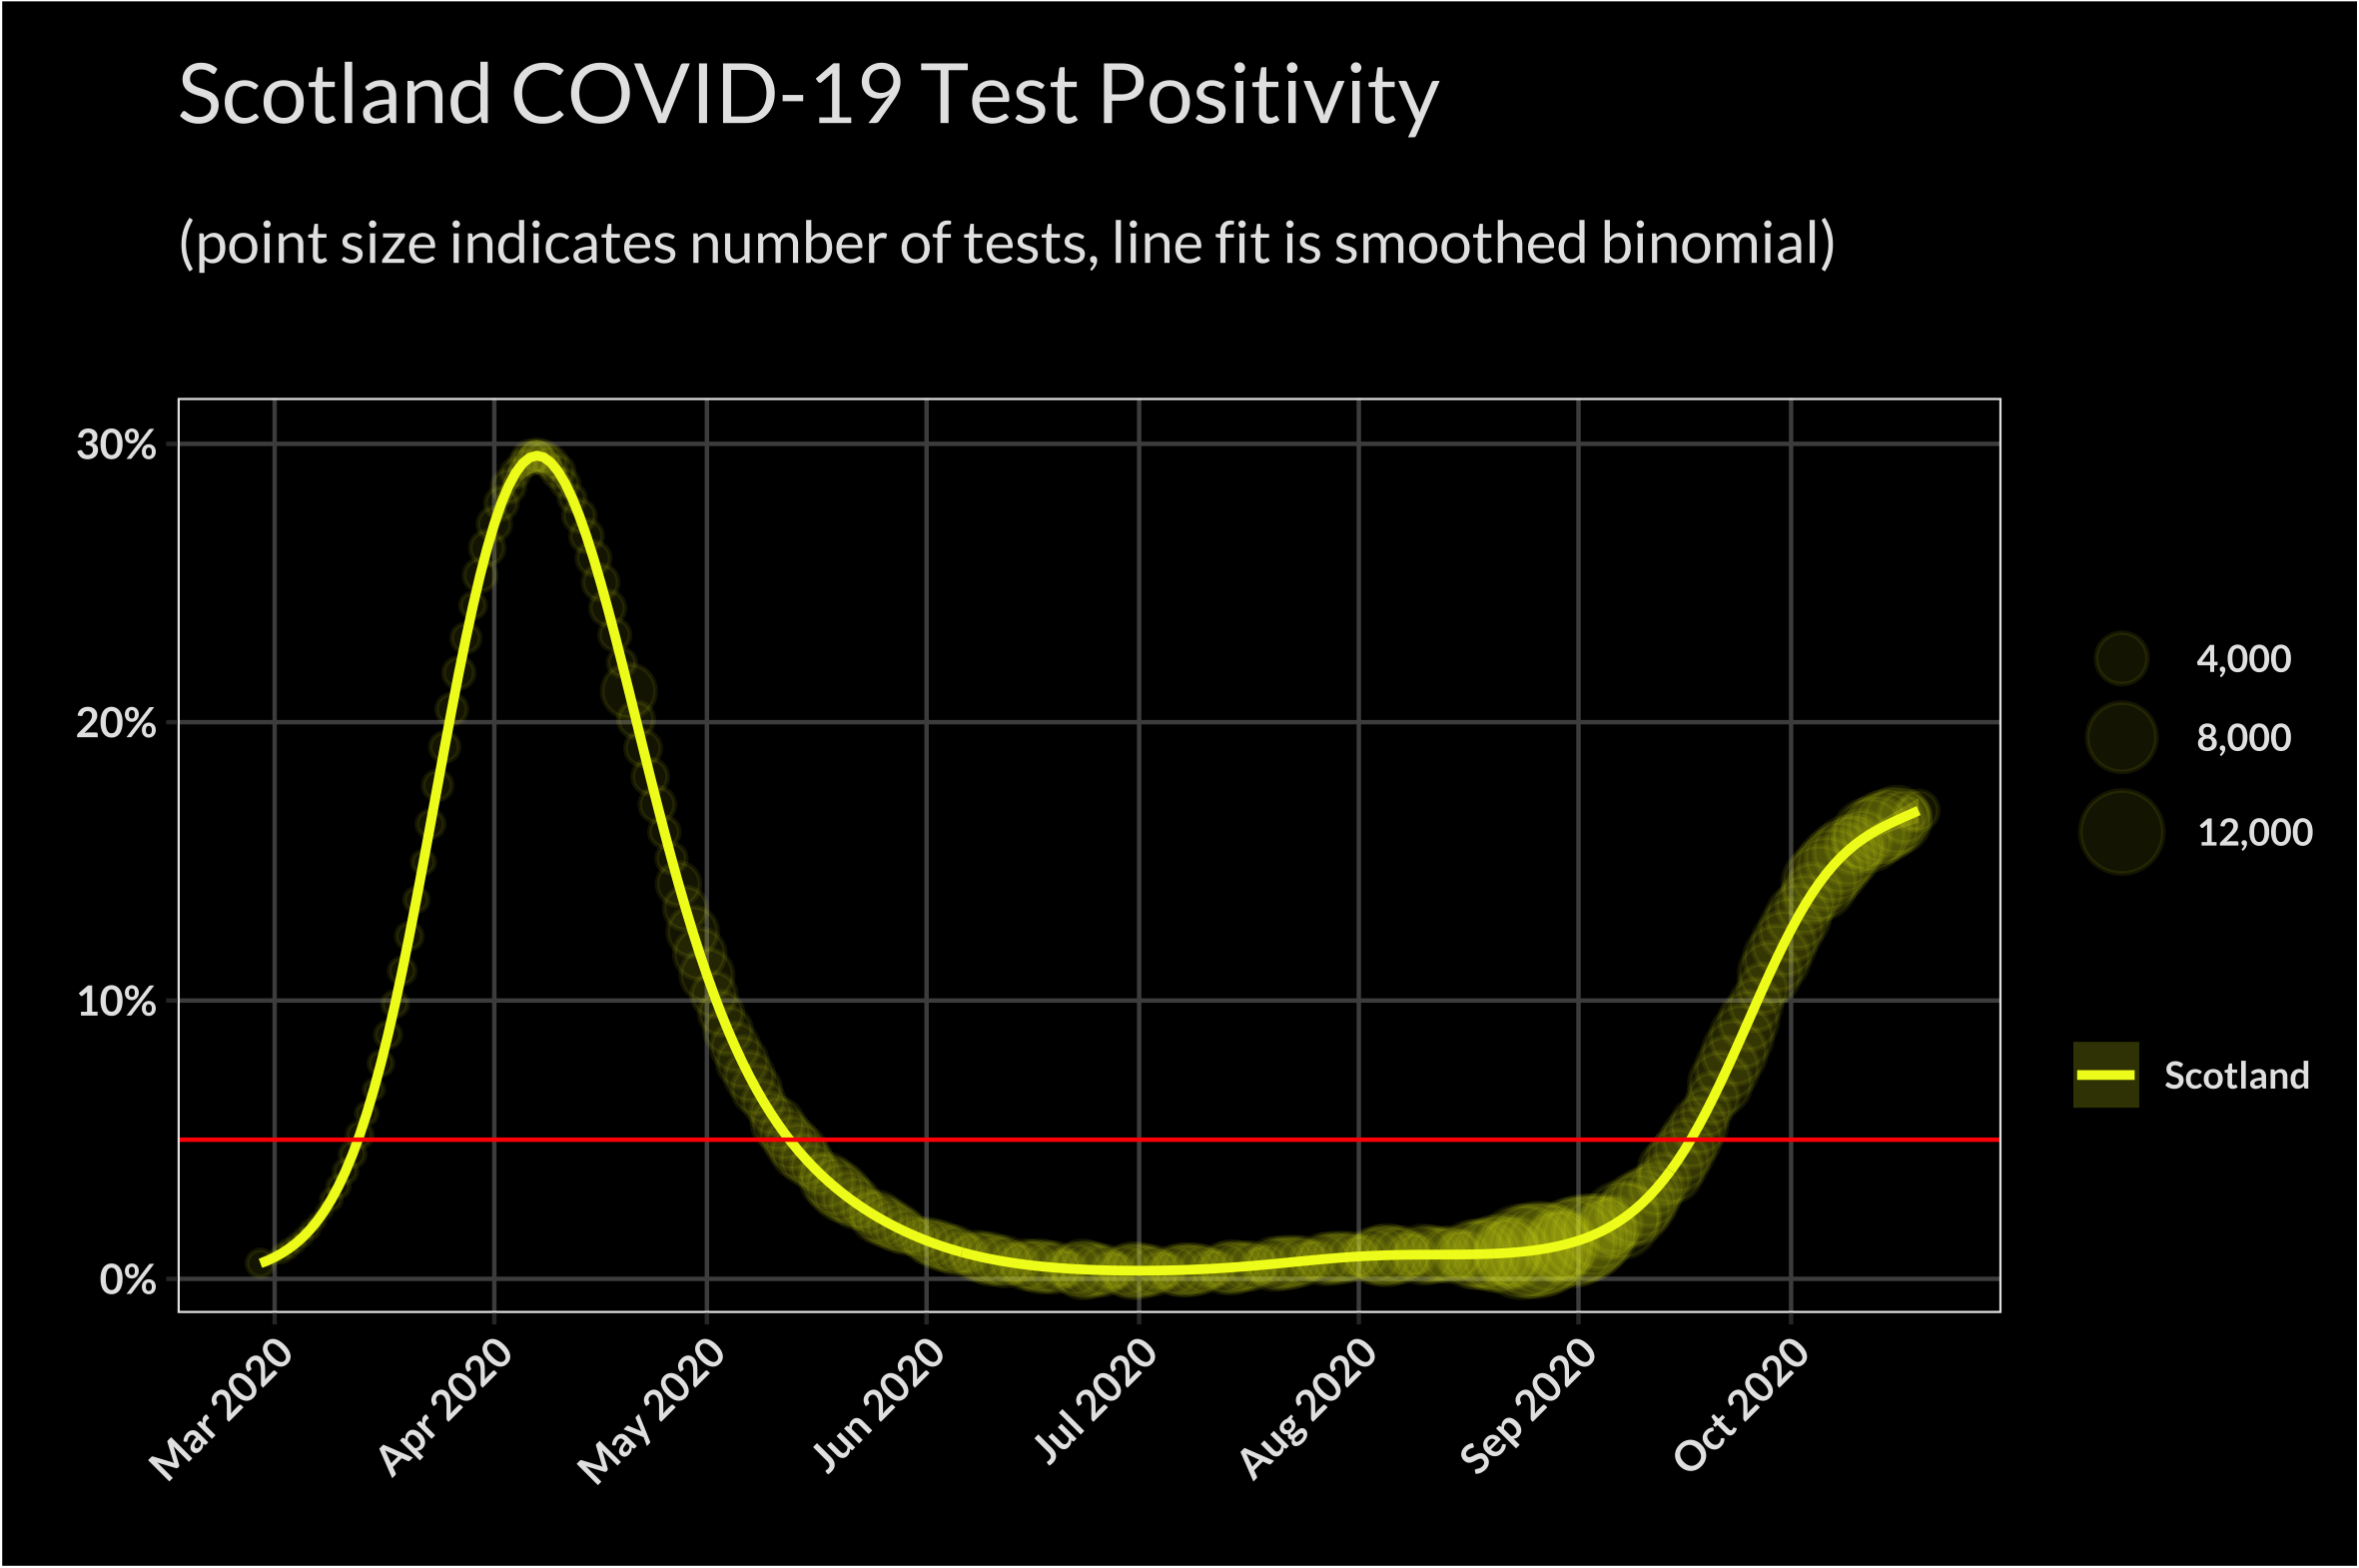 Scotland COVID-19 Test Positivity
(point size indicates number of tests, line fit is smoothed binomial)
30%
20%
10%
0%
Mar 2020
Apr 2020
May 2020
Jun 2020
Jul 2020
Aug 2020
Sep 2020
Oct 2020
4,000
8,000
12,000
Scotland